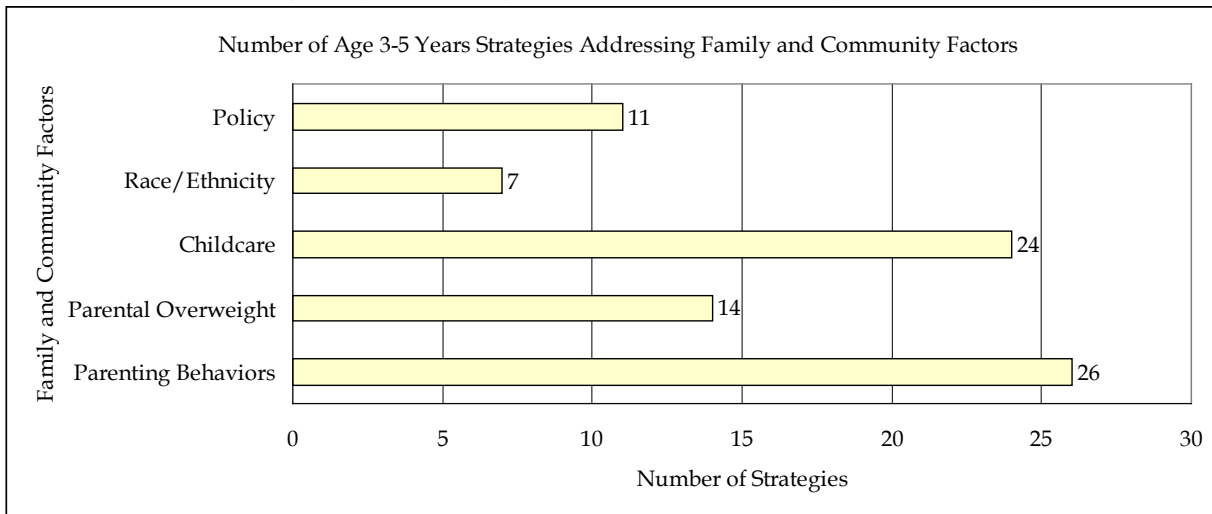 Number of Age 3-5 Years Strategies Addressing Family and Community Factors
Family and Community Factors
Policy
11
Race/Ethnicity
7
Childcare
24
Parental Overweight
14
Parenting Behaviors
26
0 5 10 15 20 25 30
Number of Strategies